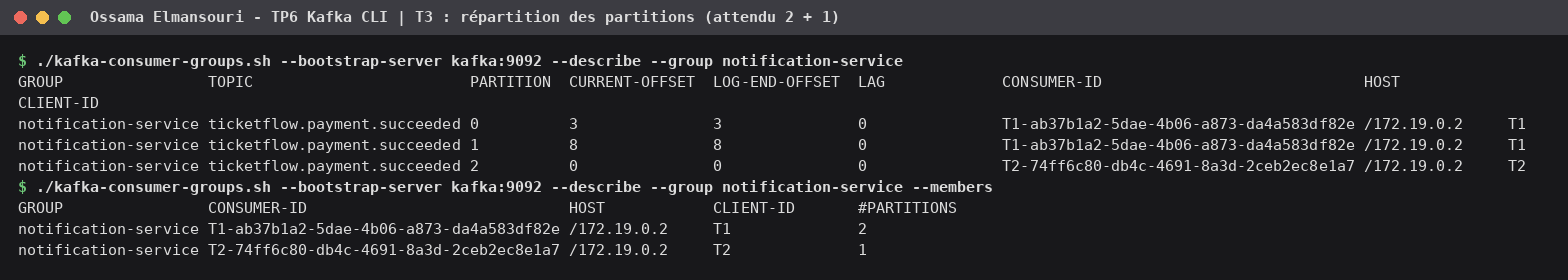 Ossama Elmansouri - TP6 Kafka CLI | T3 : répartition des partitions (attendu 2 + 1)
$ ./kafka-consumer-groups.sh --bootstrap-server kafka:9092 --describe --group notification-service
GROUP TOPIC PARTITION CURRENT-OFFSET LOG-END-OFFSET LAG CONSUMER-ID HOST
CLIENT-ID
notification-service ticketflow.payment.succeeded 0 3 3 0 T1-ab37b1a2-5dae-4b06-a873-da4a583df82e /172.19.0.2 T1
notification-service ticketflow.payment.succeeded 1 8 8 0 T1-ab37b1a2-5dae-4b06-a873-da4a583df82e /172.19.0.2 T1
notification-service ticketflow.payment.succeeded 2 0 0 0 T2-74ff6c80-db4c-4691-8a3d-2ceb2ec8e1a7 /172.19.0.2 T2
$ ./kafka-consumer-groups.sh --bootstrap-server kafka:9092 --describe --group notification-service --members
GROUP CONSUMER-ID HOST CLIENT-ID #PARTITIONS
notification-service T1-ab37b1a2-5dae-4b06-a873-da4a583df82e /172.19.0.2 T1 2
notification-service T2-74ff6c80-db4c-4691-8a3d-2ceb2ec8e1a7 /172.19.0.2 T2 1